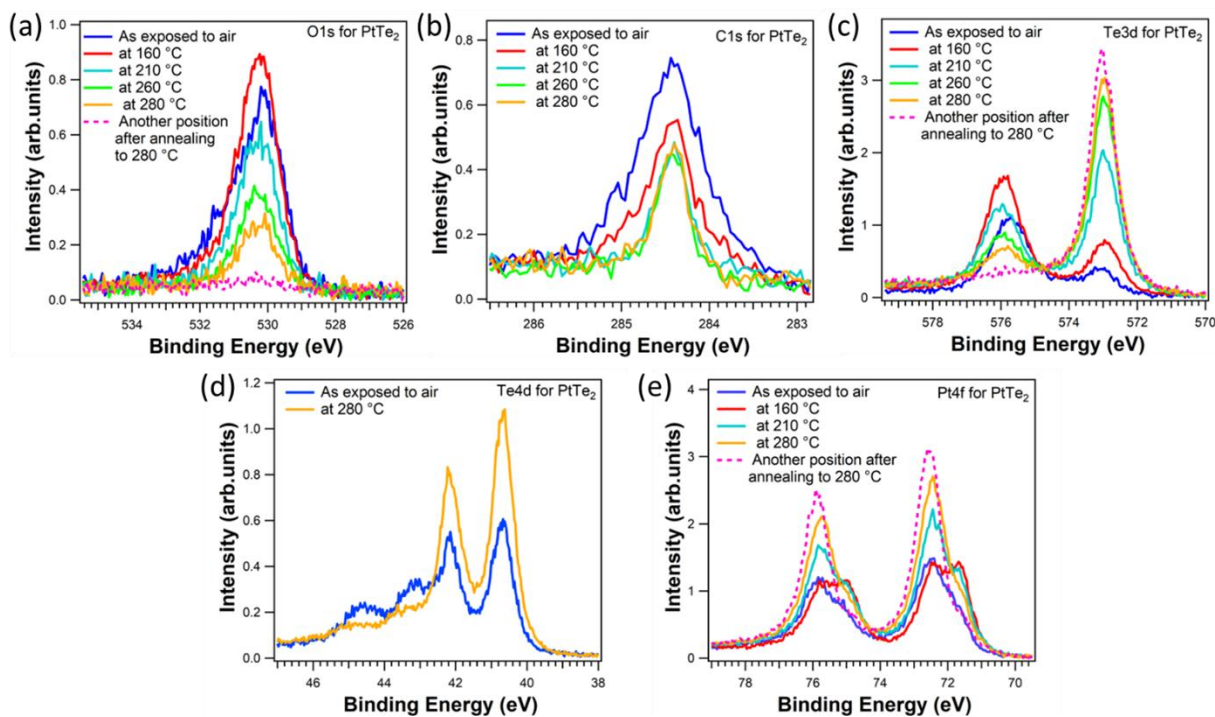 (a)
O1s for PtTe2
As exposed to air
at 160 °C
at 210 °C
at 260 °C
at 280 °C
Another position
after annealing
to 280 °C
Intensity (arb.units)
1.0
0.8
0.6
0.4
0.2
0.0
534 532 530 528 526
Binding Energy (eV)
(b)
C1s for PtTe2
As exposed to air
at 160 °C
at 210 °C
at 260 °C
at 280 °C
Intensity (arb.units)
0.8
0.6
0.4
0.2
0.0
286 285 284 283
Binding Energy (eV)
(c)
Te3d for PtTe2
As exposed to air
at 160 °C
at 210 °C
at 260 °C
at 280 °C
Another position after
annealing to 280 °C
Intensity (arb.units)
3
2
1
0
578 576 574 572 570
Binding Energy (eV)
(d)
Te4d for PtTe2
As exposed to air
at 280 °C
Intensity (arb.units)
1.2
1.0
0.8
0.6
0.4
0.2
0.0
46 44 42 40 38
Binding Energy (eV)
(e)
Pt4f for PtTe2
As exposed to air
at 160 °C
at 210 °C
at 280 °C
Another position after
annealing to 280 °C
Intensity (arb.units)
4
3
2
1
0
78 76 74 72 70
Binding Energy (eV)